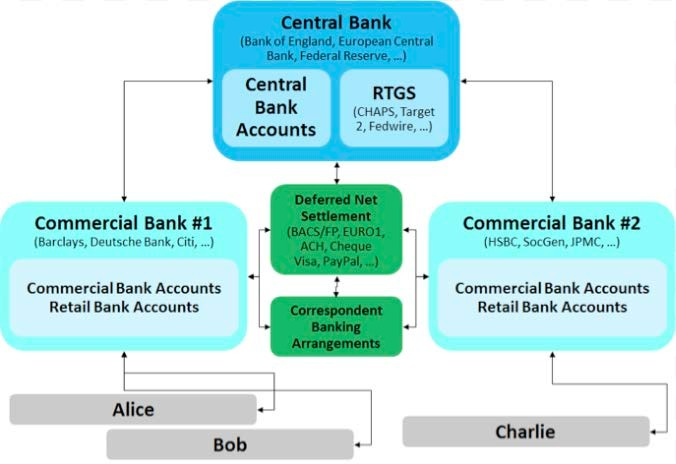 Central Bank
(Bank of England, European Central
Bank, Federal Reserve, ...)
Central
Bank
Accounts
RTGS
(CHAPS, Target
2, Fedwire, ...)
Commercial Bank #1
(Barclays, Deutsche Bank, Citi, ...)
Commercial Bank Accounts
Retail Bank Accounts
Deferred Net
Settlement
(BACS/FP, EURO1,
ACH, Cheque
Visa, PayPal, ...)
Correspondent
Banking
Arrangements
Commercial Bank #2
(HSBC, SocGen, JPMC, ...)
Commercial Bank Accounts
Retail Bank Accounts
Alice
Bob
Charlie